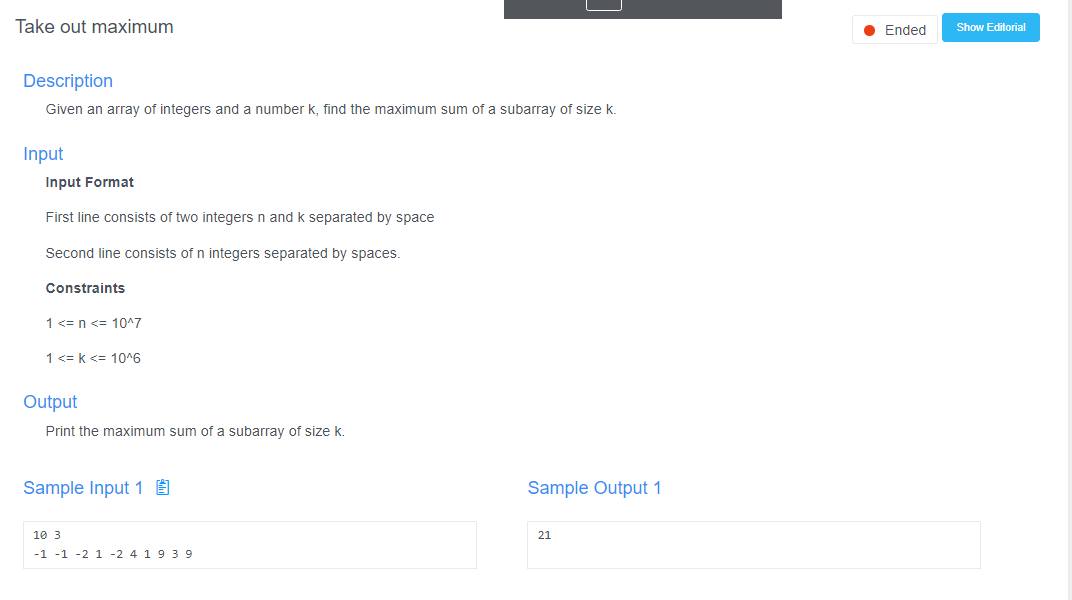 Take out maximum
Ended
Show Editorial
Description
Given an array of integers and a number k, find the maximum sum of a subarray of size k.
Input
Input Format
First line consists of two integers n and k separated by space
Second line consists of n integers separated by spaces.
Constraints
1 <= n <= 10^7
1 <= k <= 10^6
Output
Print the maximum sum of a subarray of size k.
Sample Input 1
Sample Output 1
10 3
-1 -1 -2 1 -2 4 1 9 3 9
21